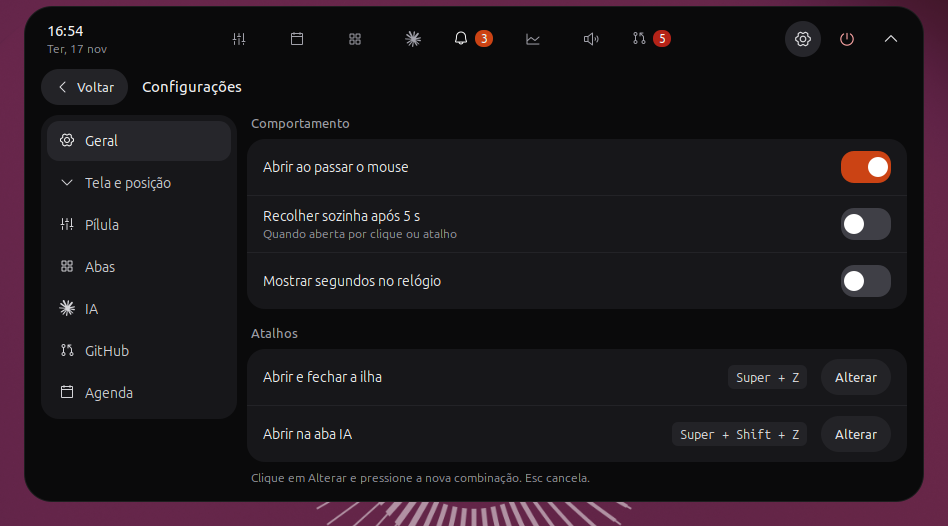 16:54
Ter, 17 nov
3
5
Voltar
Configurações
Geral
Tela e posição
Pílula
Abas
IA
GitHub
Agenda
Comportamento
Abrir ao passar o mouse
Recolher sozinha após 5 s
Quando aberta por clique ou atalho
Mostrar segundos no relógio
Atalhos
Abrir e fechar a ilha
Super + Z
Alterar
Abrir na aba IA
Super + Shift + Z
Alterar
Clique em Alterar e pressione a nova combinação. Esc cancela.